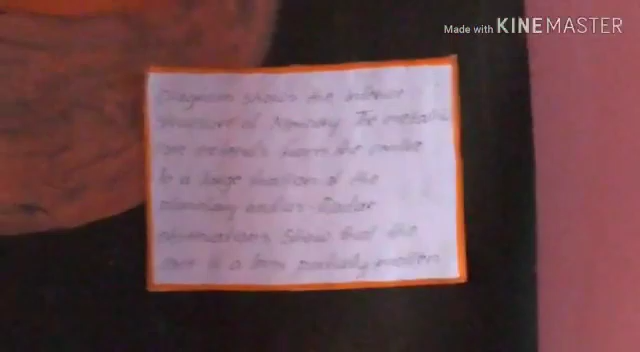 Made with KINEMASTER
Diagram shows the interior
structure of Mercury. The metallic
core extends from the center
to a large fraction of the
planetary radius. Radar
observations show that the
core is a been partially molten